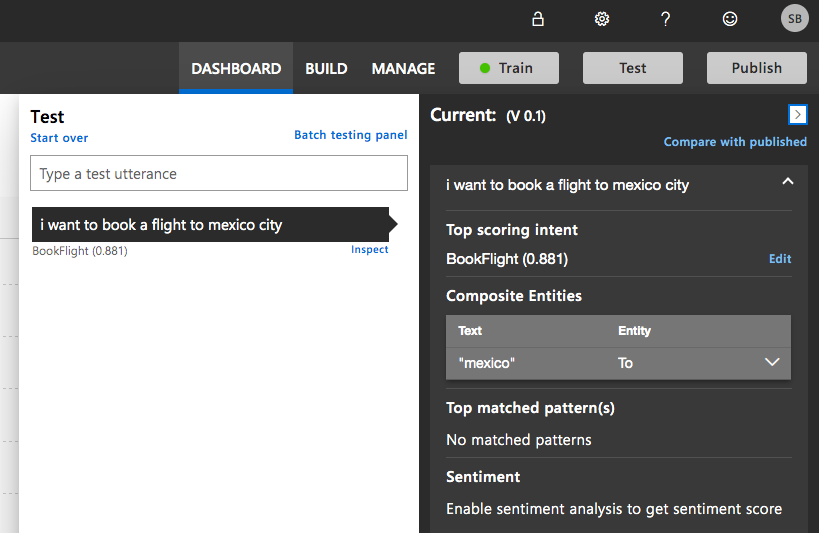 ?
SB
DASHBOARD BUILD MANAGE Train Test Publish
Test
Start over
Batch testing panel
Type a test utterance
i want to book a flight to mexico city
BookFlight (0.881)
Inspect
Current: (V 0.1)
Compare with published
i want to book a flight to mexico city
Top scoring intent
BookFlight (0.881)
Edit
Composite Entities
Text Entity
"mexico" To
Top matched pattern(s)
No matched patterns
Sentiment
Enable sentiment analysis to get sentiment score